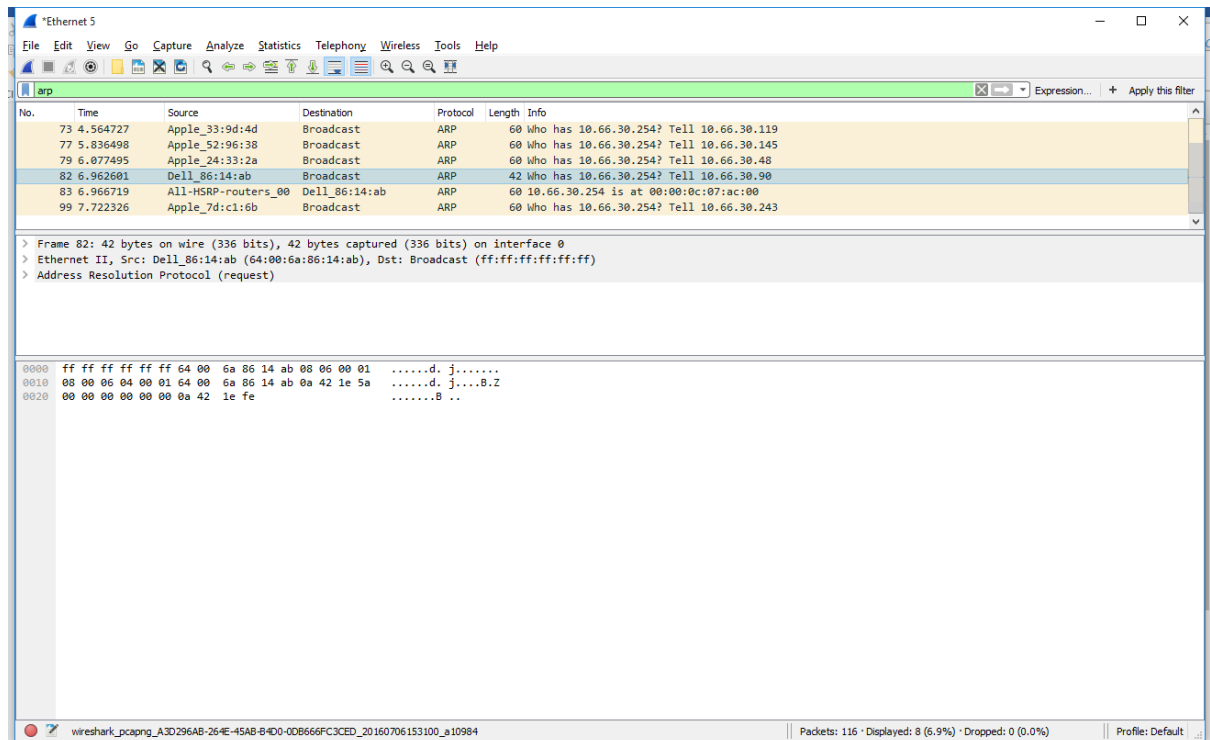 *Ethernet 5
File Edit View Go Capture Analyze Statistics Telephony Wireless Tools Help
arp Expression... + Apply this filter
No. Time Source Destination Protocol Length Info
73 4.564727 Apple_33:9d:4d Broadcast ARP 60 Who has 10.66.30.254? Tell 10.66.30.119
77 5.836498 Apple_52:96:38 Broadcast ARP 60 Who has 10.66.30.254? Tell 10.66.30.145
79 6.077495 Apple_24:33:2a Broadcast ARP 60 Who has 10.66.30.254? Tell 10.66.30.48
82 6.962601 Dell_86:14:ab Broadcast ARP 42 Who has 10.66.30.254? Tell 10.66.30.90
83 6.966719 All-HSRP-routers_00 Dell_86:14:ab ARP 60 10.66.30.254 is at 00:00:0c:07:ac:00
99 7.722326 Apple_7d:c1:6b Broadcast ARP 60 Who has 10.66.30.254? Tell 10.66.30.243
> Frame 82: 42 bytes on wire (336 bits), 42 bytes captured (336 bits) on interface 0
> Ethernet II, Src: Dell_86:14:ab (64:00:6a:86:14:ab), Dst: Broadcast (ff:ff:ff:ff:ff:ff)
> Address Resolution Protocol (request)
0000 ff ff ff ff ff ff 64 00 6a 86 14 ab 08 06 00 01 ......d. j.......
0010 08 00 06 04 00 01 64 00 6a 86 14 ab 0a 42 1e 5a ......d. j....B.Z
0020 00 00 00 00 00 00 0a 42 1e fe .......B ..
wireshark_pcapng_A3D296AB-264E-45AB-B4D0-0DB666FC3CED_20160706153100_a10984 Packets: 116 · Displayed: 8 (6.9%) · Dropped: 0 (0.0%) Profile: Default